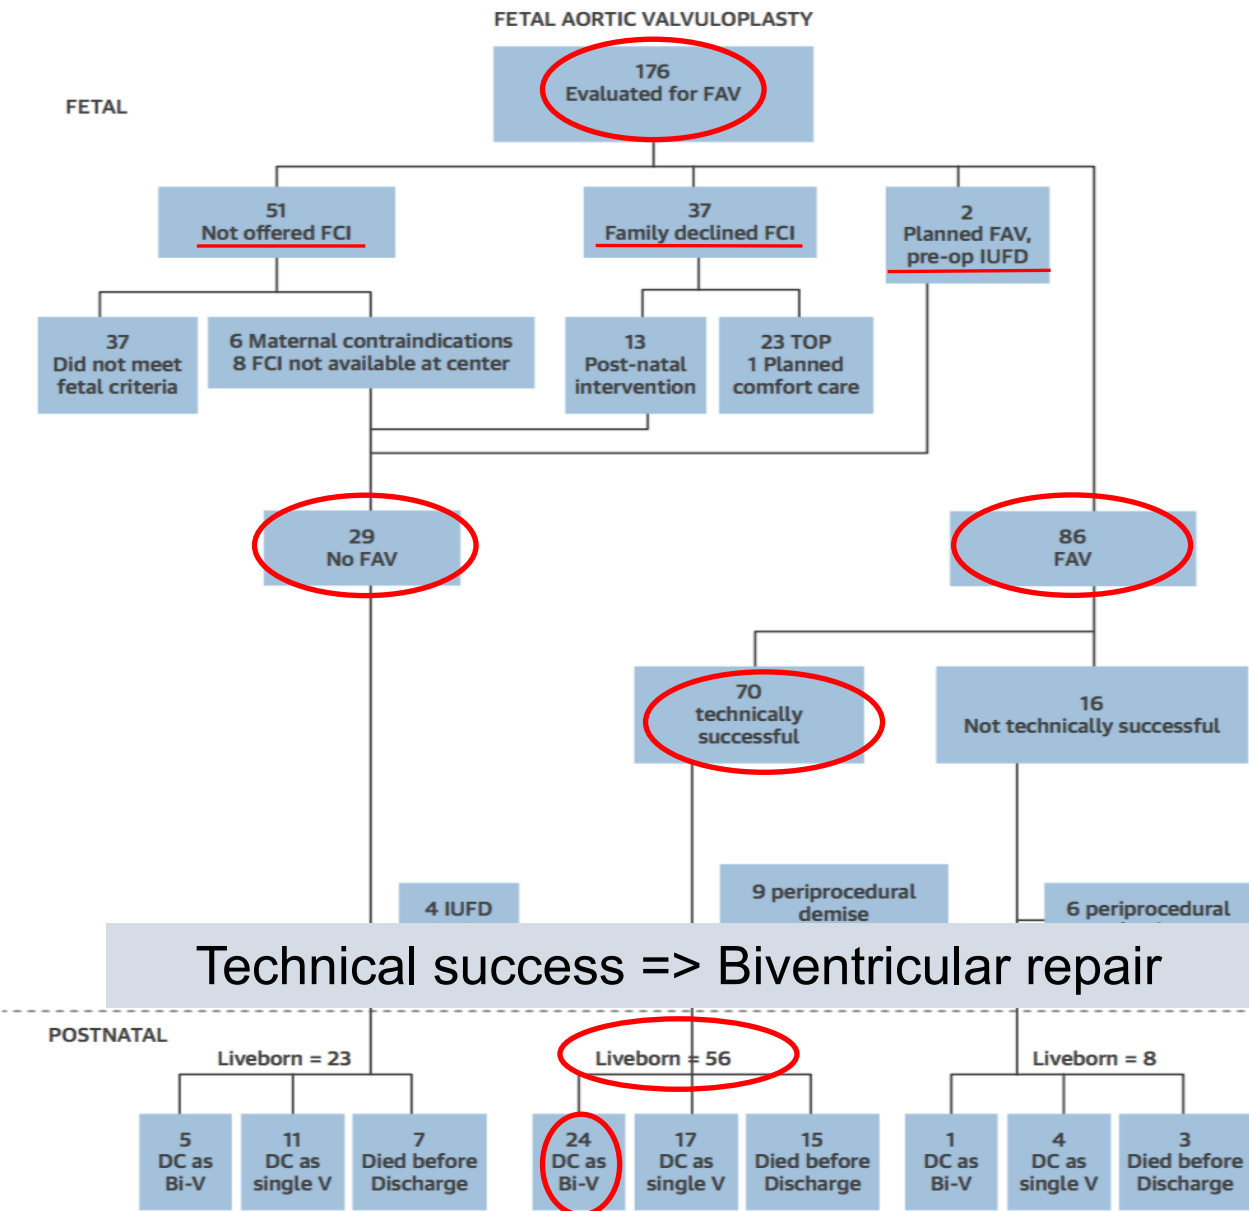 FETAL AORTIC VALVULOPLASTY
176
Evaluated for FAV
FETAL
51
Not offered FCI
37
Family declined FCI
2
Planned FAV,
pre-op IUFD
37
Did not meet
fetal criteria
6 Maternal contraindications
8 FCI not available at center
13
Post-natal
intervention
23 TOP
1 Planned
comfort care
29
No FAV
86
FAV
70
technically
successful
16
Not technically successful
4 IUFD
9 periprocedural
demise
6 periprocedural
Technical success => Biventricular repair
POSTNATAL
Liveborn = 23
Liveborn = 56
Liveborn = 8
5
DC as
Bi-V
11
DC as
single V
7
Died before
Discharge
24
DC as
Bi-V
17
DC as
single V
15
Died before
Discharge
1
DC as
Bi-V
4
DC as
single V
3
Died before
Discharge